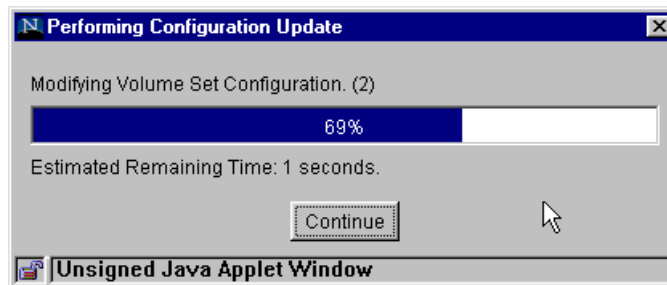 N Performing Configuration Update
Modifying Volume Set Configuration. (2)
69%
Estimated Remaining Time: 1 seconds.
Continue
Unsigned Java Applet Window